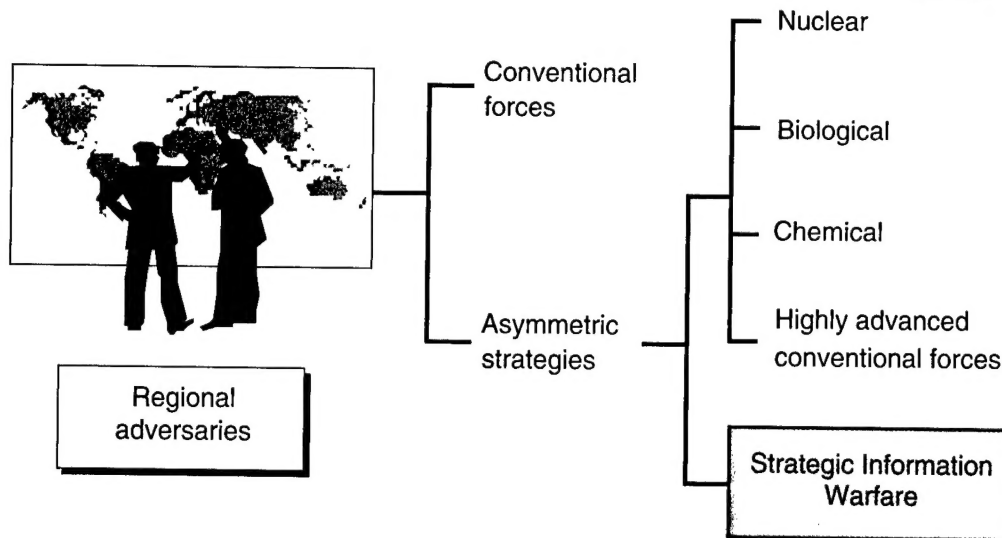 Regional
adversaries
Conventional
forces
Asymmetric
strategies
Nuclear
Biological
Chemical
Highly advanced
conventional forces
Strategic Information
Warfare